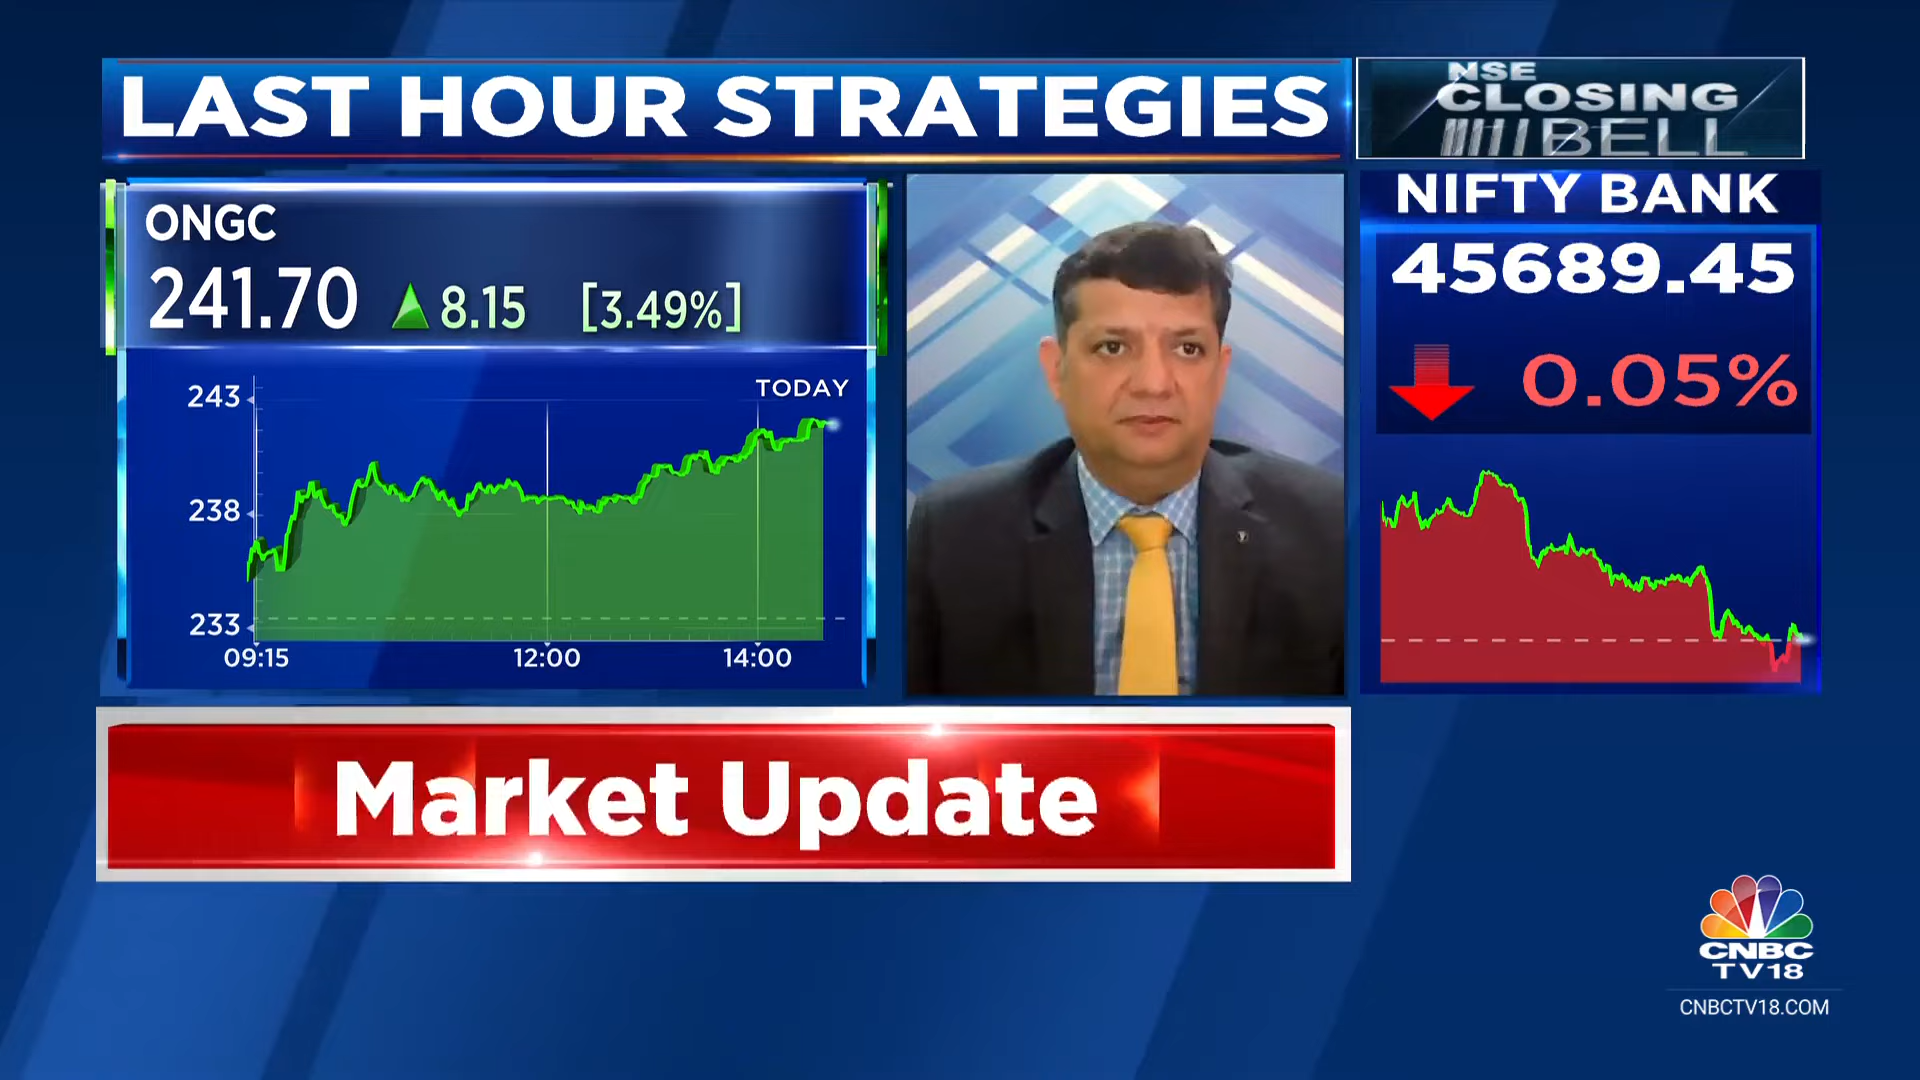 LAST HOUR STRATEGIES
NSE
CLOSING
BELL
ONGC
241.70 ▲ 8.15 [3.49%]
TODAY
243
238
233
09:15 12:00 14:00
NIFTY BANK
45689.45
0.05%
Market Update
CNBC
TV18
CNBCTV18.COM